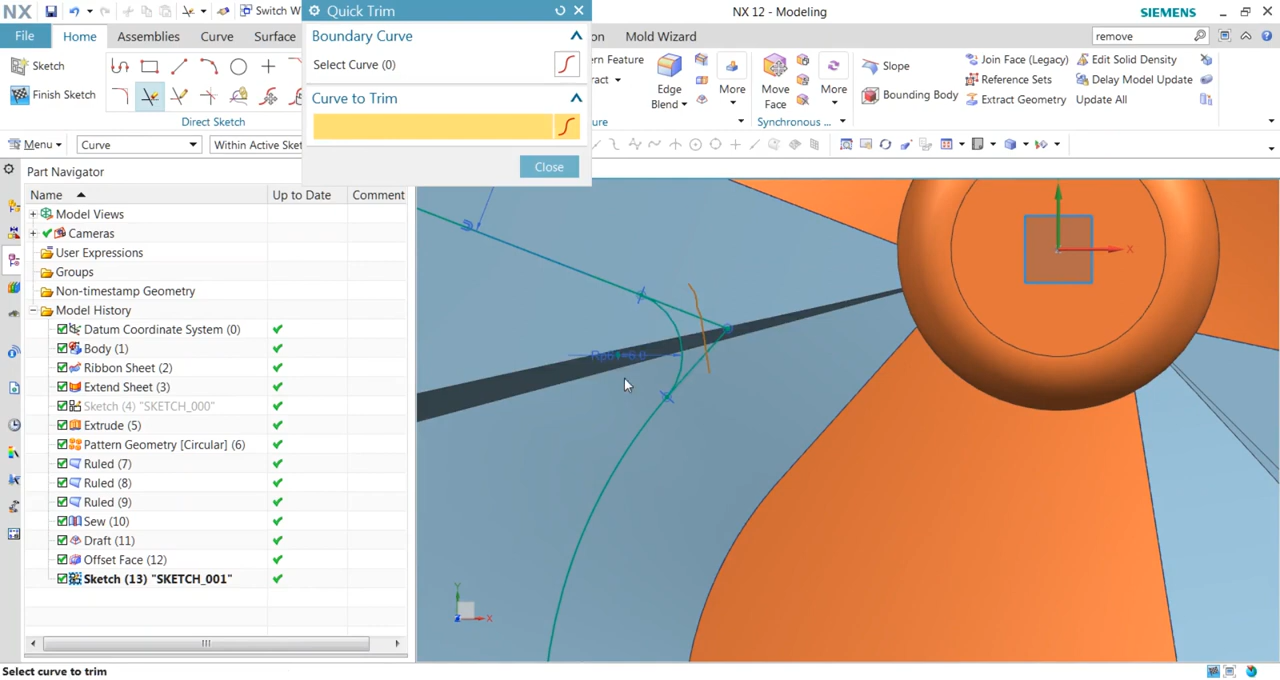 NX
Switch W
Quick Trim
NX 12 - Modeling
SIEMENS
File
Home
Assemblies
Curve
Surface
Boundary Curve
on
Mold Wizard
remove
Sketch
Finish Sketch
Select Curve (0)
Curve to Trim
Close
Direct Sketch
ern Feature
ract
More
ure
Edge
Blend
Move
Face
More
Synchronous ...
Slope
Bounding Body
Join Face (Legacy)
Reference Sets
Extract Geometry
Edit Solid Density
Delay Model Update
Update All
Menu
Curve
Within Active Sket
Part Navigator
Name
Up to Date
Comment
Model Views
Cameras
User Expressions
Groups
Non-timestamp Geometry
Model History
Datum Coordinate System (0)
Body (1)
Ribbon Sheet (2)
Extend Sheet (3)
Sketch (4) "SKETCH_000"
Extrude (5)
Pattern Geometry [Circular] (6)
Ruled (7)
Ruled (8)
Ruled (9)
Sew (10)
Draft (11)
Offset Face (12)
Sketch (13) "SKETCH_001"
X
Y
X
Select curve to trim